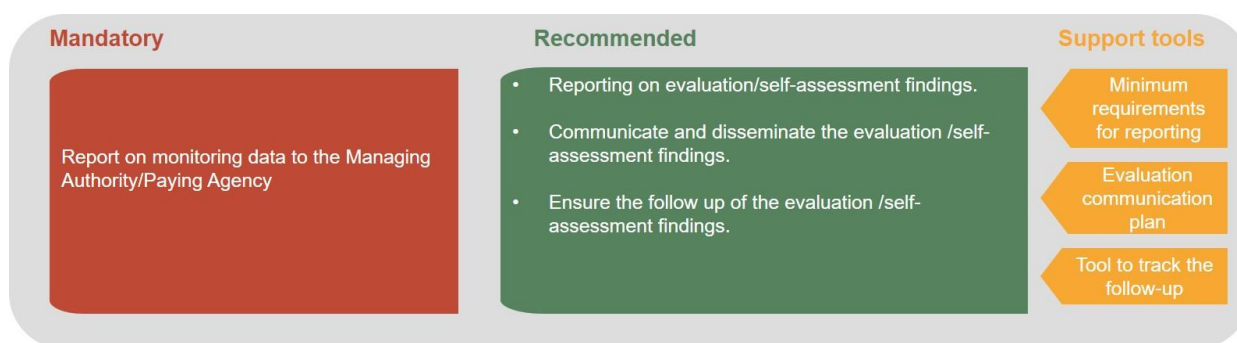 Mandatory
Recommended
Support tools
Report on monitoring data to the Managing
Authority/Paying Agency
• Reporting on evaluation/self-assessment findings.
• Communicate and disseminate the evaluation /self-
assessment findings.
• Ensure the follow up of the evaluation /self-
assessment findings.
Minimum
requirements
for reporting
Evaluation
communication
plan
Tool to track the
follow-up